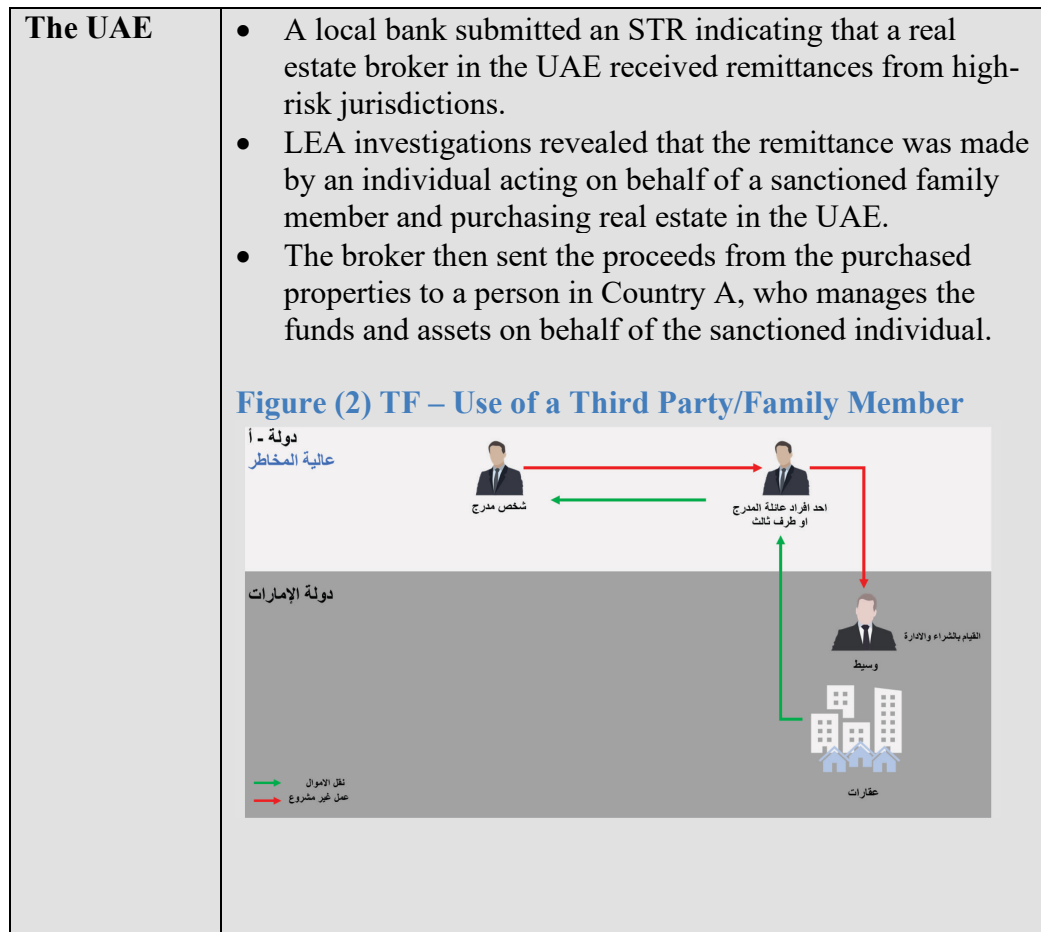 The UAE
• A local bank submitted an STR indicating that a real
estate broker in the UAE received remittances from high-
risk jurisdictions.
• LEA investigations revealed that the remittance was made
by an individual acting on behalf of a sanctioned family
member and purchasing real estate in the UAE.
• The broker then sent the proceeds from the purchased
properties to a person in Country A, who manages the
funds and assets on behalf of the sanctioned individual.
Figure (2) TF – Use of a Third Party/Family Member
دولة - أ
عالية المخاطر
شخص مدرج
احد افراد عائلة المدرج
او طرف ثالث
دولة الإمارات
القيام بالشراء والادارة
وسيط
عقارات
نقل الاموال
عمل غير مشروع